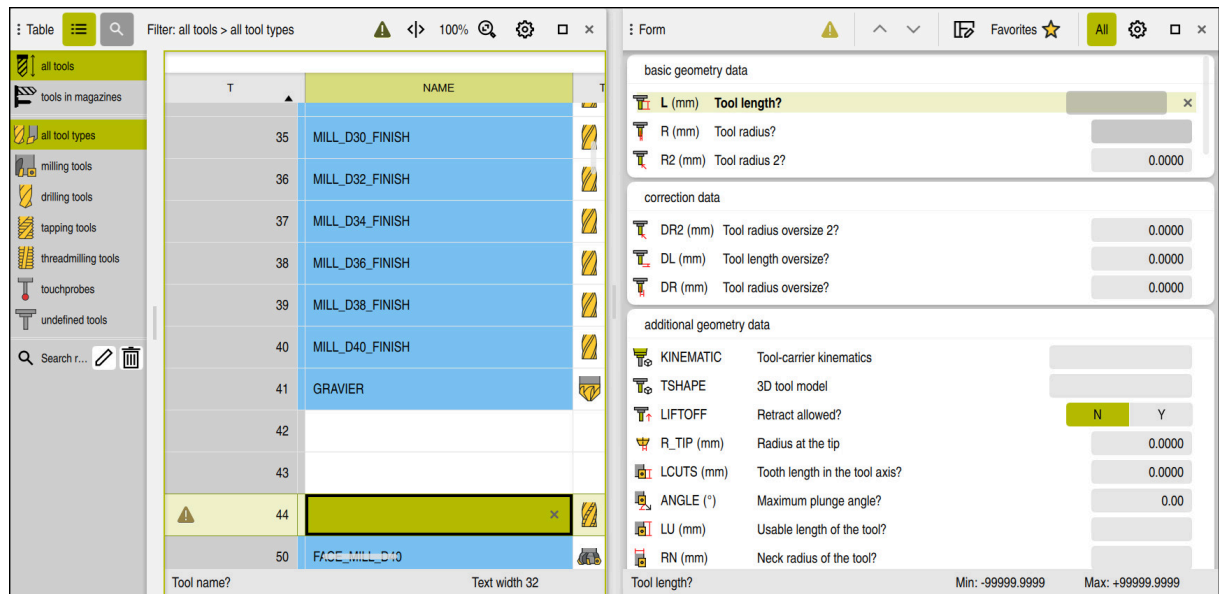 Table
Filter: all tools > all tool types
100%
all tools
tools in magazines
all tool types
milling tools
drilling tools
tapping tools
threadmilling tools
touchprobes
undefined tools
Search r...
T NAME T
35 MILL_D30_FINISH
36 MILL_D32_FINISH
37 MILL_D34_FINISH
38 MILL_D36_FINISH
39 MILL_D38_FINISH
40 MILL_D40_FINISH
41 GRAVIER
42
43
44
50 FACE_MILL_D40
Tool name? Text width 32
Form Favorites All
basic geometry data
L (mm) Tool length?
R (mm) Tool radius?
R2 (mm) Tool radius 2? 0.0000
correction data
DR2 (mm) Tool radius oversize 2? 0.0000
DL (mm) Tool length oversize? 0.0000
DR (mm) Tool radius oversize? 0.0000
additional geometry data
KINEMATIC Tool-carrier kinematics
TSHAPE 3D tool model
LIFTOFF Retract allowed? N Y
R_TIP (mm) Radius at the tip 0.0000
LCUTS (mm) Tooth length in the tool axis? 0.0000
ANGLE (°) Maximum plunge angle? 0.00
LU (mm) Usable length of the tool?
RN (mm) Neck radius of the tool?
Tool length? Min: -99999.9999 Max: +99999.9999